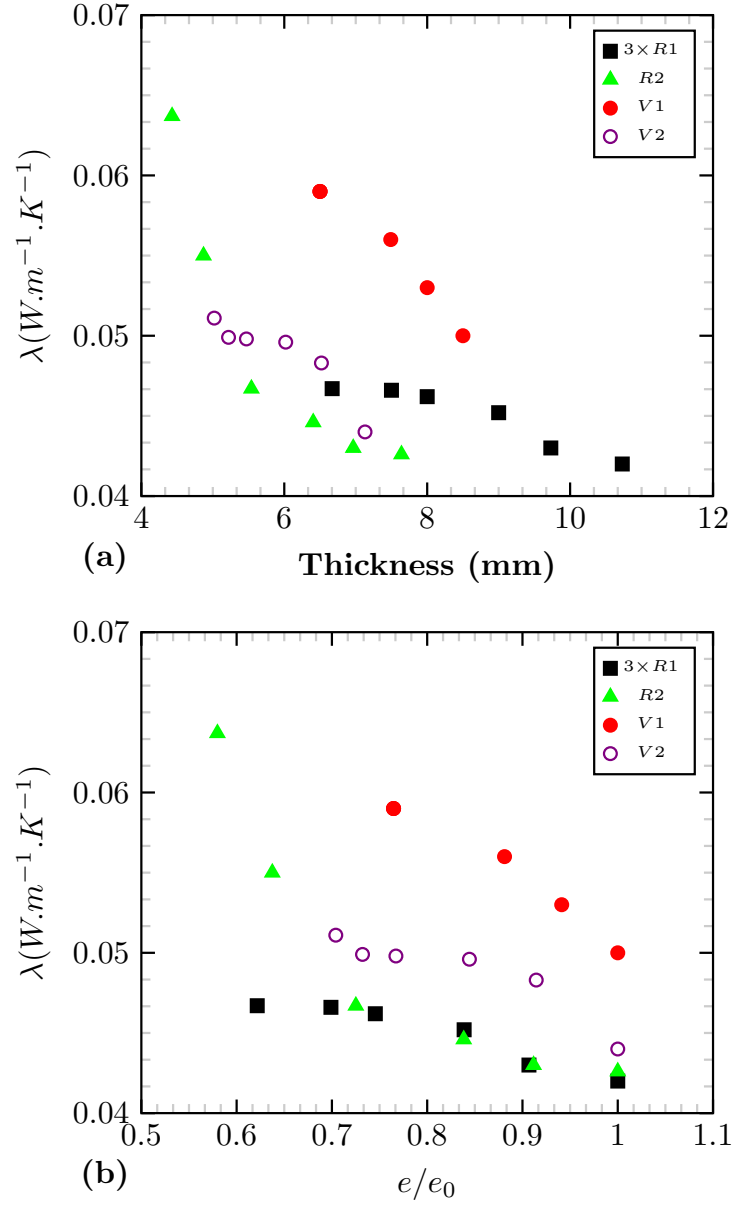 0.07
3×R1
R2
V1
V2
0.06
λ(W.m⁻¹.K⁻¹)
0.05
0.04
4 6 8 10 12
(a) Thickness (mm)
0.07
3×R1
R2
V1
V2
0.06
λ(W.m⁻¹.K⁻¹)
0.05
0.04
0.5 0.6 0.7 0.8 0.9 1 1.1
(b) e/e₀